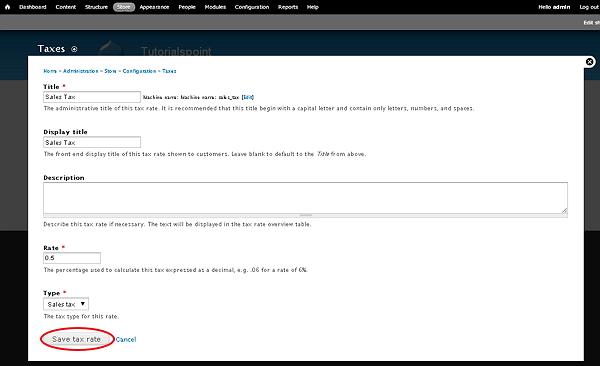 Dashboard Content Structure Store Appearance People Modules Configuration Reports Help Hello admin Log out
Edit sh
Taxes
Tutorialspoint
Home » Administration » Store » Configuration » Taxes
Title *
Sales Tax Machine name: Machine name: sales_tax [Edit]
The administrative title of this tax rate. It is recommended that this title begin with a capital letter and contain only letters, numbers, and spaces.
Display title
Sales Tax
The front end display title of this tax rate shown to customers. Leave blank to default to the Title from above.
Description
Describe this tax rate if necessary. The text will be displayed in the tax rate overview table.
Rate *
0.5
The percentage used to calculate this tax expressed as a decimal, e.g. .06 for a rate of 6%.
Type *
Sales tax
The tax type for this rate.
Save tax rate Cancel